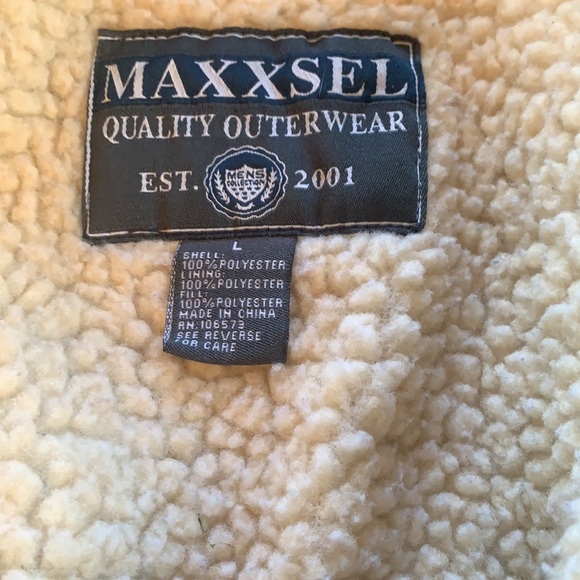 MAXXSEL
QUALITY OUTERWEAR
EST. MENS COLLECTION 2001
L
SHELL:
100% POLYESTER
LINING:
100% POLYESTER
FILL:
100% POLYESTER
MADE IN CHINA
RN: 106573
SEE REVERSE
FOR CARE